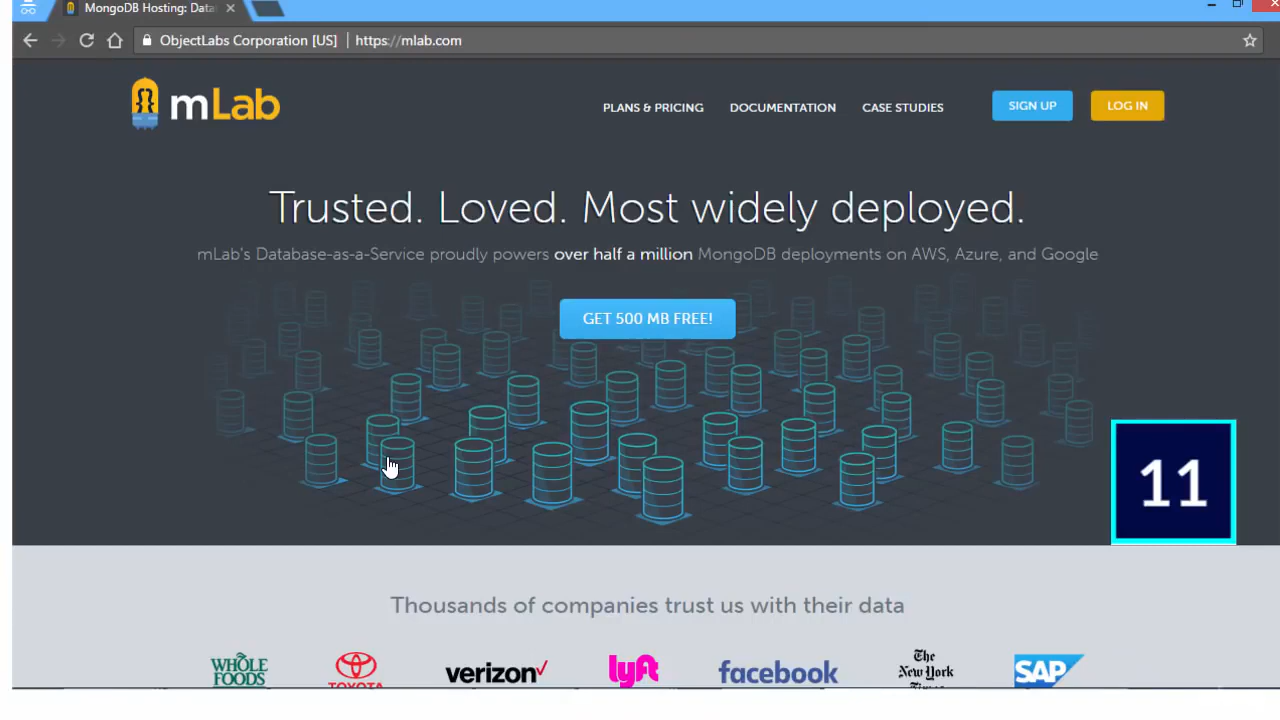 MongoDB Hosting: Data
ObjectLabs Corporation [US] https://mlab.com
mLab
PLANS & PRICING
DOCUMENTATION
CASE STUDIES
SIGN UP
LOG IN
Trusted. Loved. Most widely deployed.
mLab's Database-as-a-Service proudly powers over half a million MongoDB deployments on AWS, Azure, and Google
GET 500 MB FREE!
11
Thousands of companies trust us with their data
WHOLE
FOODS
TOYOTA
verizon
lyft
facebook
The
New York
Times
SAP